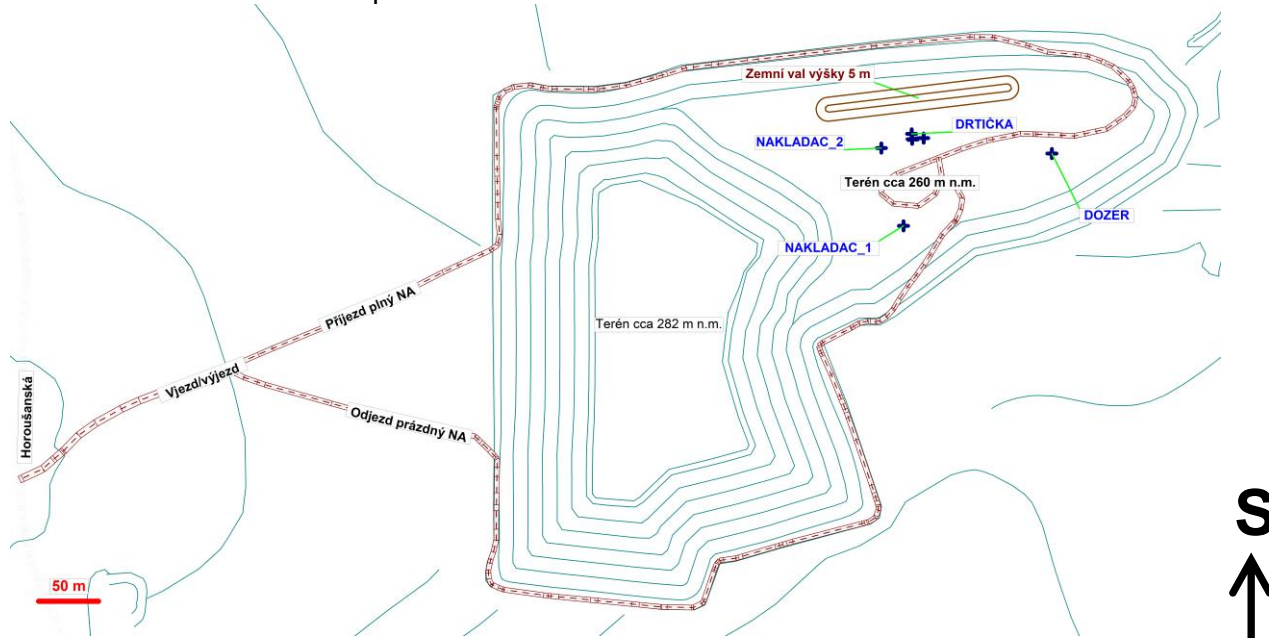 Zemní val výšky 5 m
DRTIČKA
NAKLADAC_2
Terén cca 260 m n.m.
DOZER
NAKLADAC_1
Příjezd plný NA
Terén cca 282 m n.m.
Vjezd/výjezd
Horoušanská
Odjezd prázdný NA
S
50 m